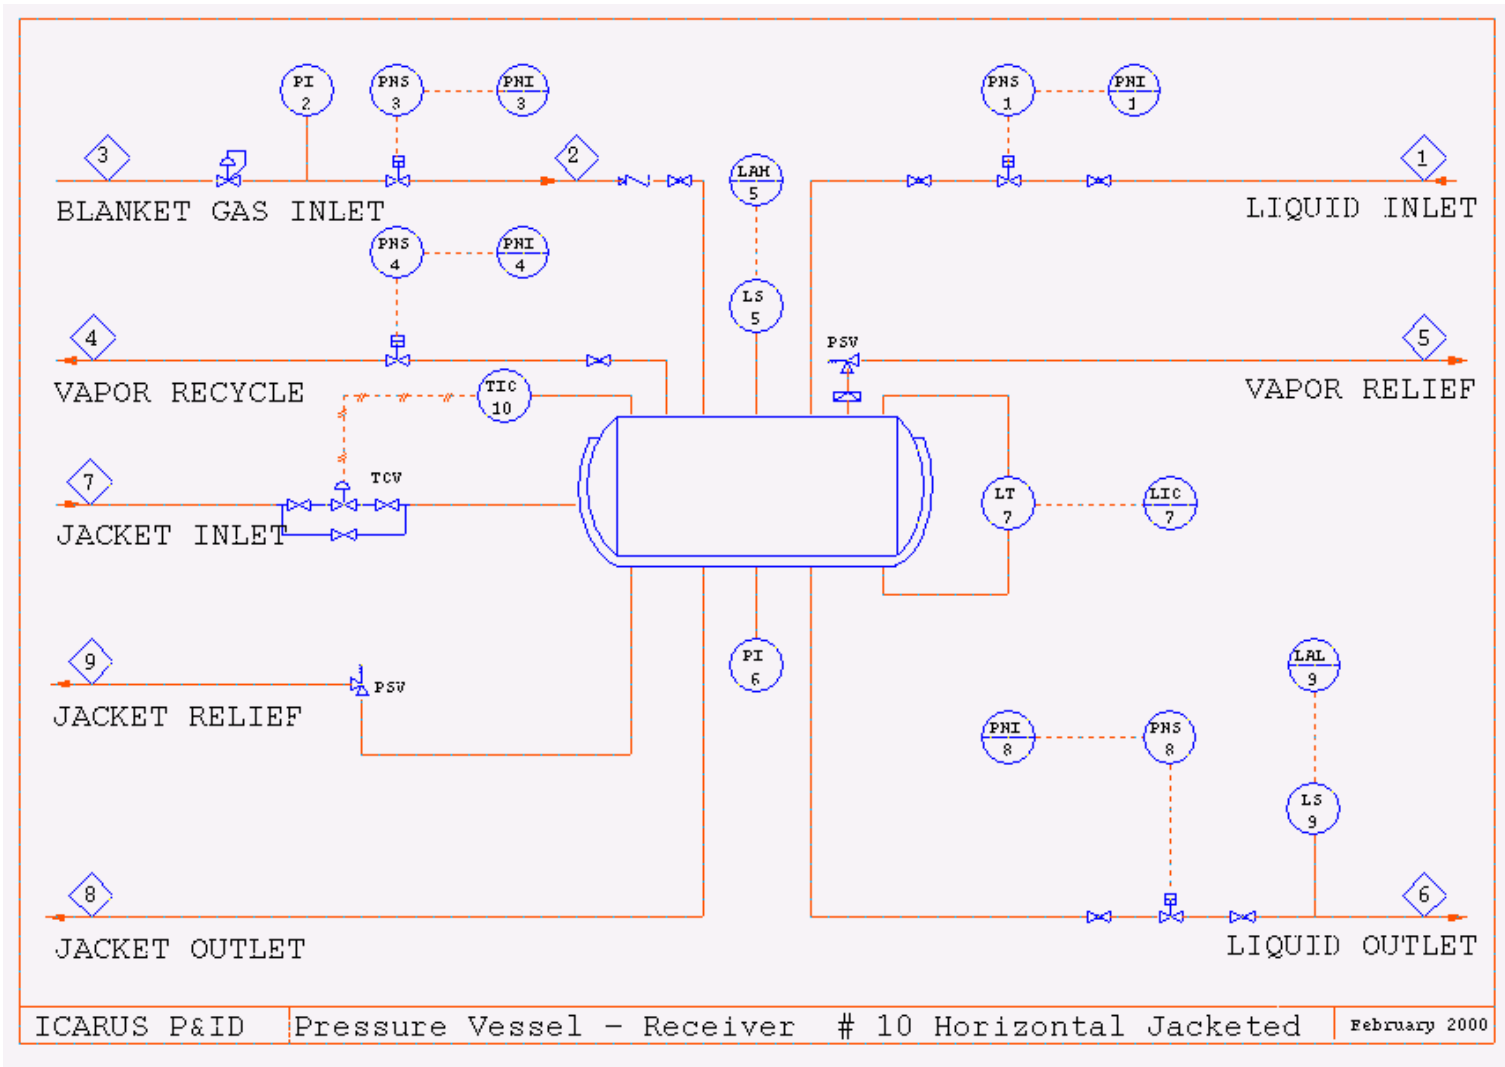 PI
2
PNS
3
PNI
3
PNS
1
PNI
1
3
2
LAH
5
1
BLANKET GAS INLET
LIQUID INLET
PNS
4
PNI
4
LS
5
4
PSV
5
VAPOR RECYCLE
TIC
10
VAPOR RELIEF
7
TCV
LT
7
LIC
7
JACKET INLET
9
PSV
PI
6
LAL
9
JACKET RELIEF
PNI
8
PNS
8
LS
9
8
6
JACKET OUTLET
LIQUID OUTLET
ICARUS P&ID
Pressure Vessel - Receiver # 10 Horizontal Jacketed
February 2000